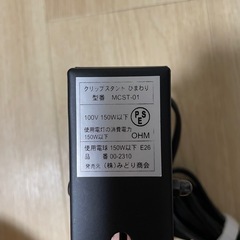 クリップスタント ひまわり
型番 MCST-01
100V 150W以下
PSE
使用電灯の消費電力
150W以下
OHM
使用電球 150W以下 E26
品 番 00-2310
発売元 (株)みどり商会